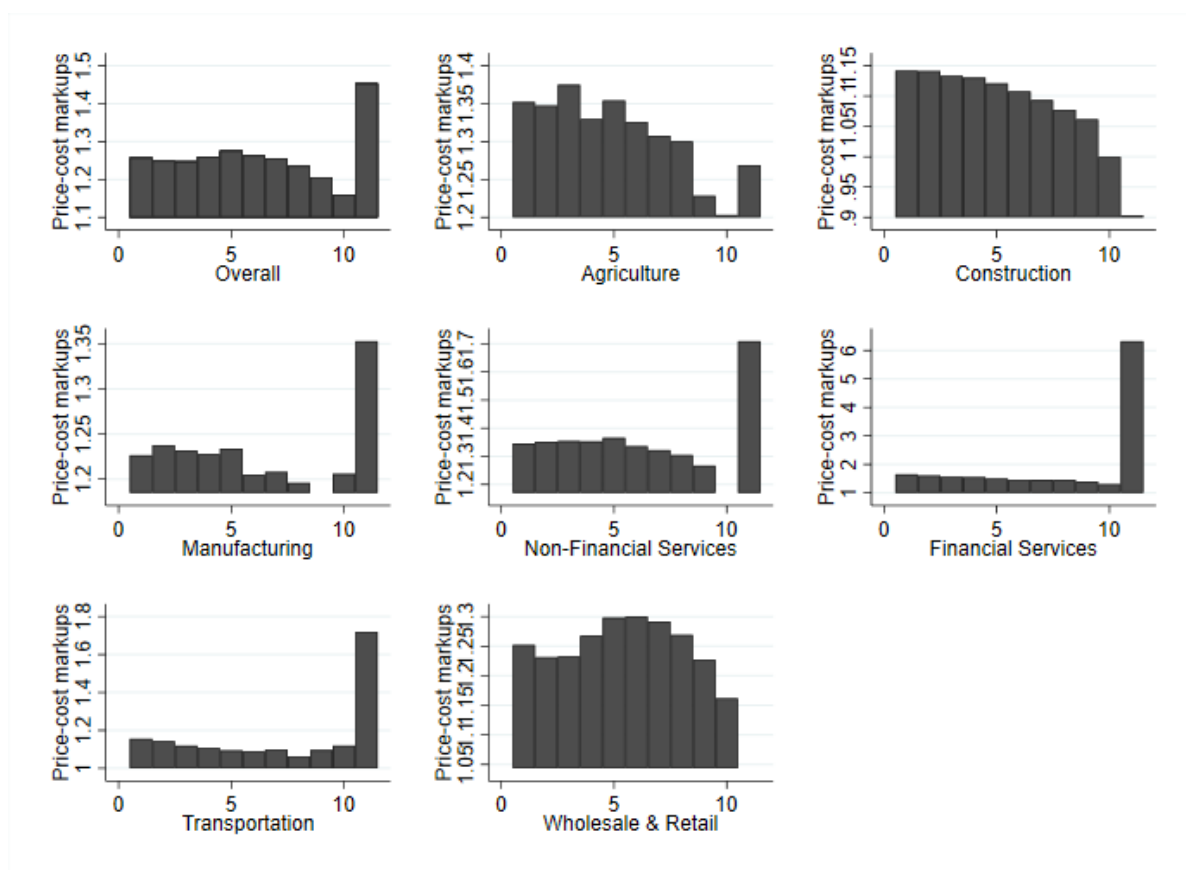 Price-cost markups
1.1 1.2 1.3 1.4 1.5
0 5 10
Overall
Price-cost markups
1.2 1.25 1.3 1.35 1.4
0 5 10
Agriculture
Price-cost markups
.9 .95 1 1.05 1.1 1.15
0 5 10
Construction
Price-cost markups
1.2 1.25 1.3 1.35
0 5 10
Manufacturing
Price-cost markups
1.2 1.3 1.4 1.5 1.6 1.7
0 5 10
Non-Financial Services
Price-cost markups
1 2 3 4 5 6
0 5 10
Financial Services
Price-cost markups
1 1.2 1.4 1.6 1.8
0 5 10
Transportation
Price-cost markups
1.05 1.1 1.15 1.2 1.25 1.3
0 5 10
Wholesale & Retail